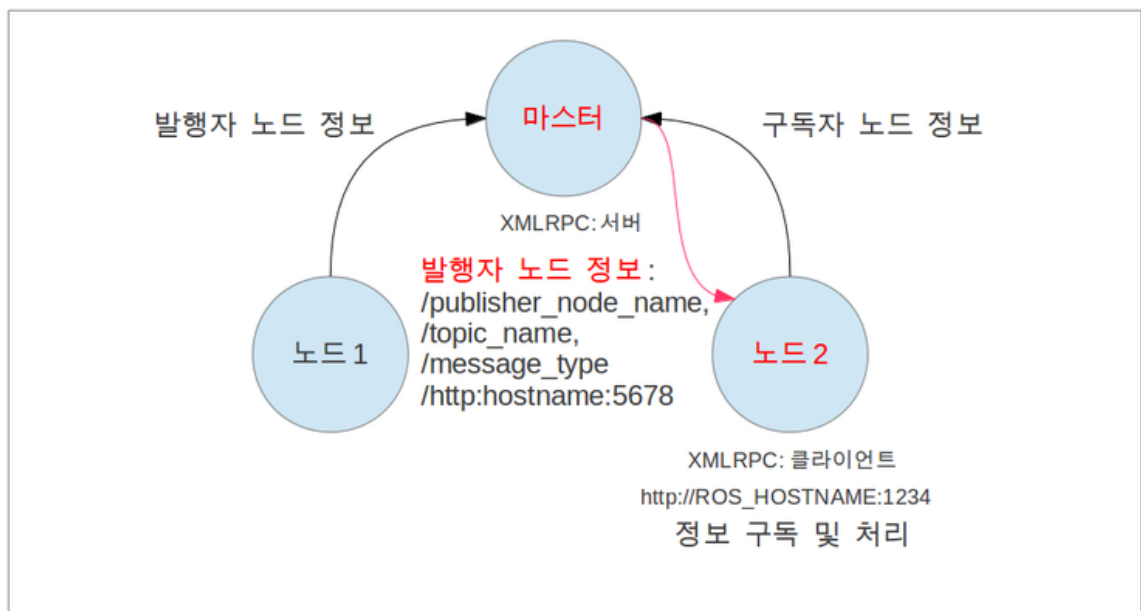 마스터
발행자 노드 정보
구독자 노드 정보
XMLRPC: 서버
발행자 노드 정보 :
/publisher_node_name,
/topic_name,
/message_type
/http:hostname:5678
노드 1
노드 2
XMLRPC: 클라이언트
http://ROS_HOSTNAME:1234
정보 구독 및 처리